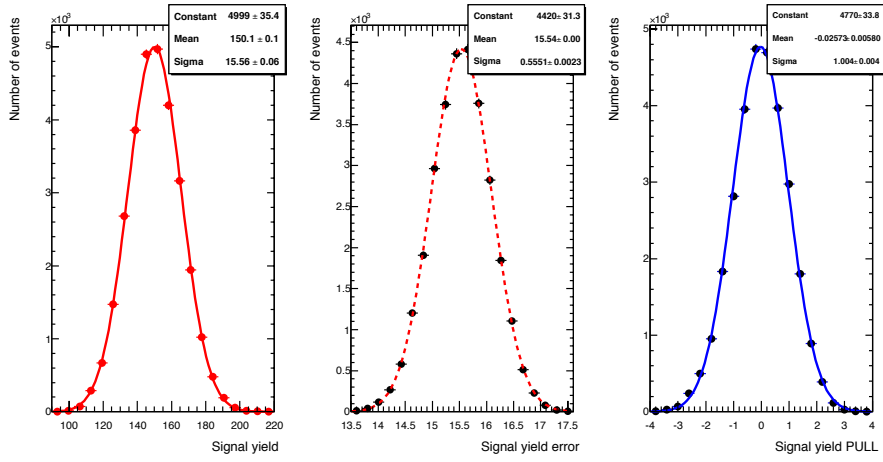 ×10³
Constant 4999 ± 35.4
Mean 150.1 ± 0.1
Sigma 15.56 ± 0.06
Number of events
5
4
3
2
1
0
100 120 140 160 180 200 220
Signal yield
×10³
Constant 4420 ± 31.3
Mean 15.54 ± 0.00
Sigma 0.5551 ± 0.0023
Number of events
4.5
4
3.5
3
2.5
2
1.5
1
0.5
0
13.5 14 14.5 15 15.5 16 16.5 17 17.5
Signal yield error
×10³
Constant 4770 ± 33.8
Mean -0.02573 ± 0.00580
Sigma 1.004 ± 0.004
Number of events
5
4
3
2
1
0
-4 -3 -2 -1 0 1 2 3 4
Signal yield PULL